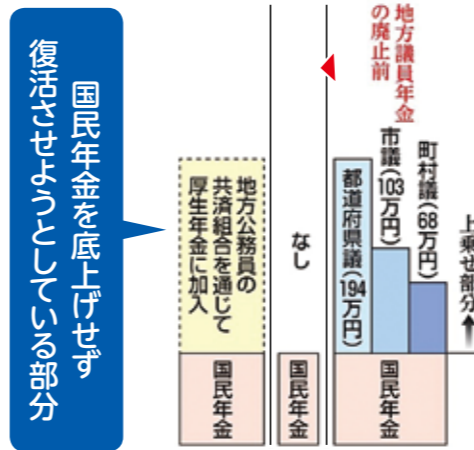 上乗せ部分
地方議員年金
の廃止前
町村議(68万円)
市議(103万円)
都道府県議(194万円)
国民年金
なし
国民年金
地方公務員の
共済組合を通じて
厚生年金に加入
国民年金
国民年金を底上げせず
復活させようとしている部分